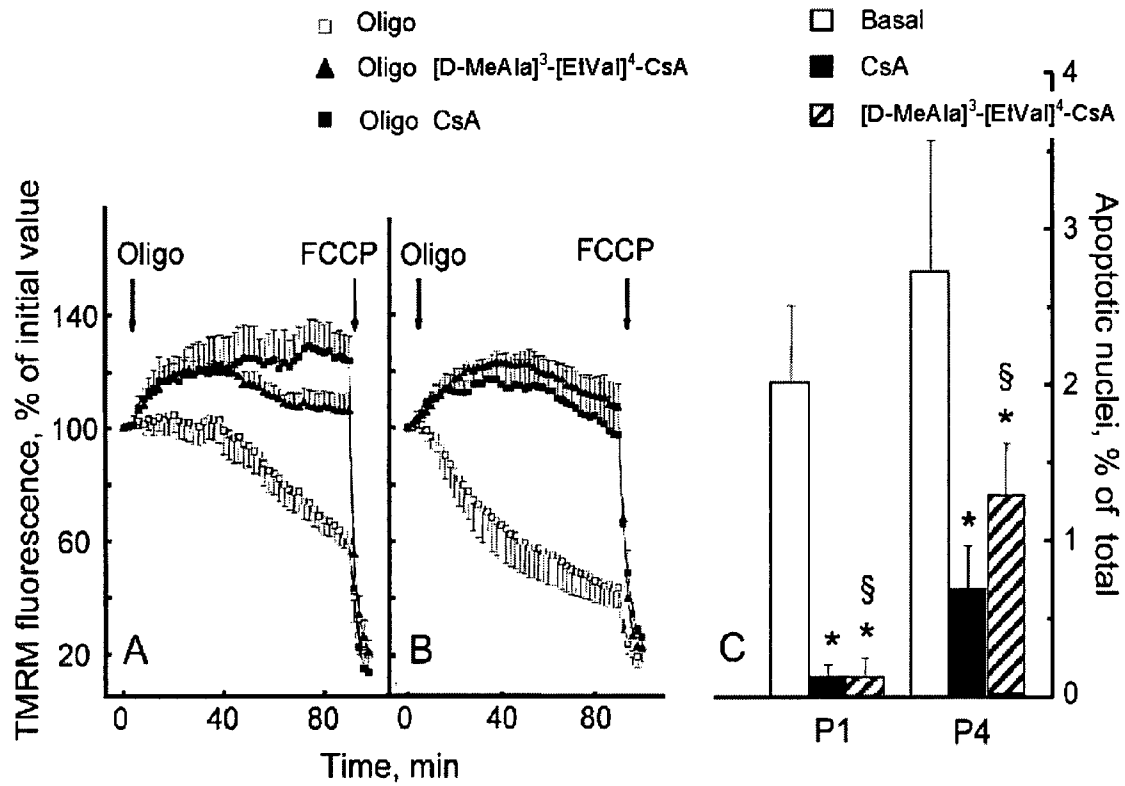 Oligo
Oligo [D-MeAla]3-[EtVal]4-CsA
Oligo CsA
Basal
CsA
[D-MeAla]3-[EtVal]4-CsA
TMRM fluorescence, % of initial value
140
100
60
20
Oligo
FCCP
A
0
40
80
Oligo
FCCP
B
0
40
80
Time, min
C
*
§
*
*
§
*
P1
P4
4
3
2
1
0
Apoptotic nuclei, % of total